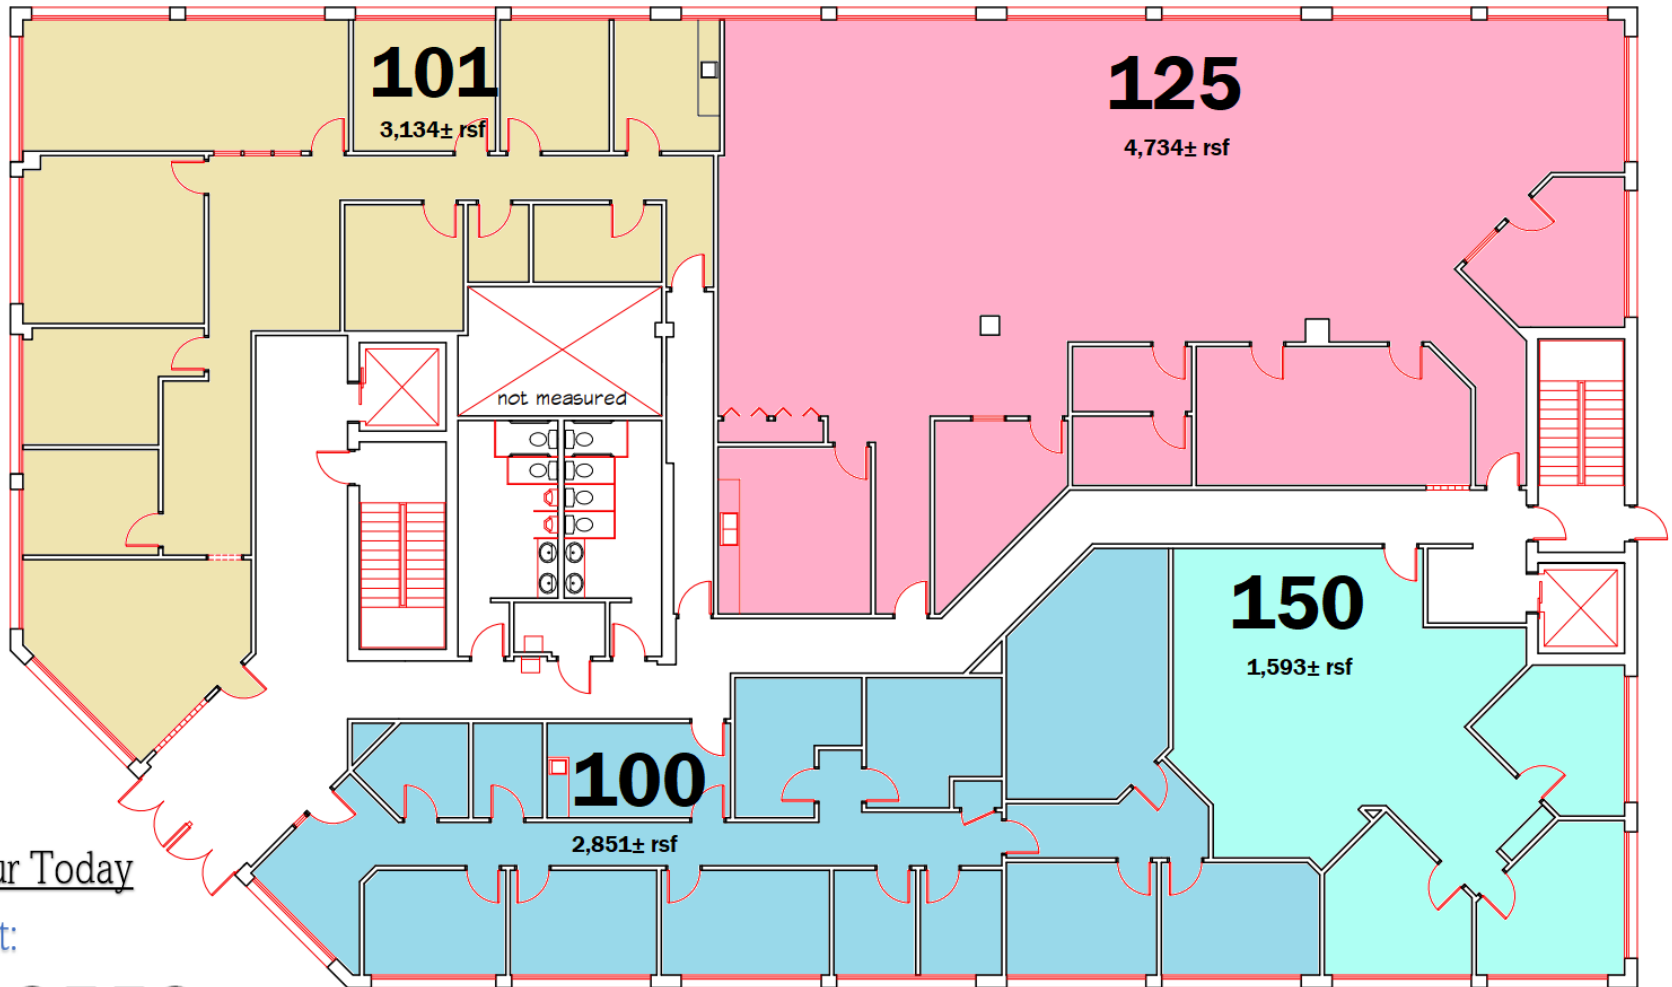 101
3,134± rsf
125
4,734± rsf
not measured
150
1,593± rsf
100
2,851± rsf
Today